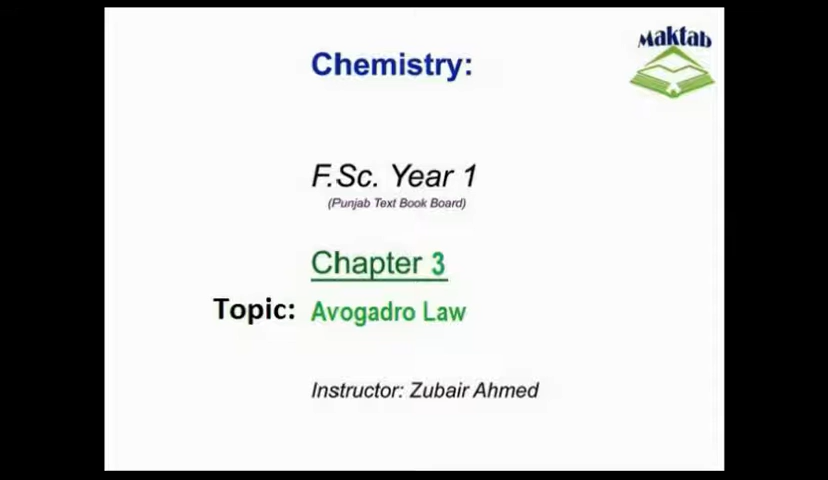 Maktab
Chemistry:
F.Sc. Year 1
(Punjab Text Book Board)
Chapter 3
Topic: Avogadro Law
Instructor: Zubair Ahmed